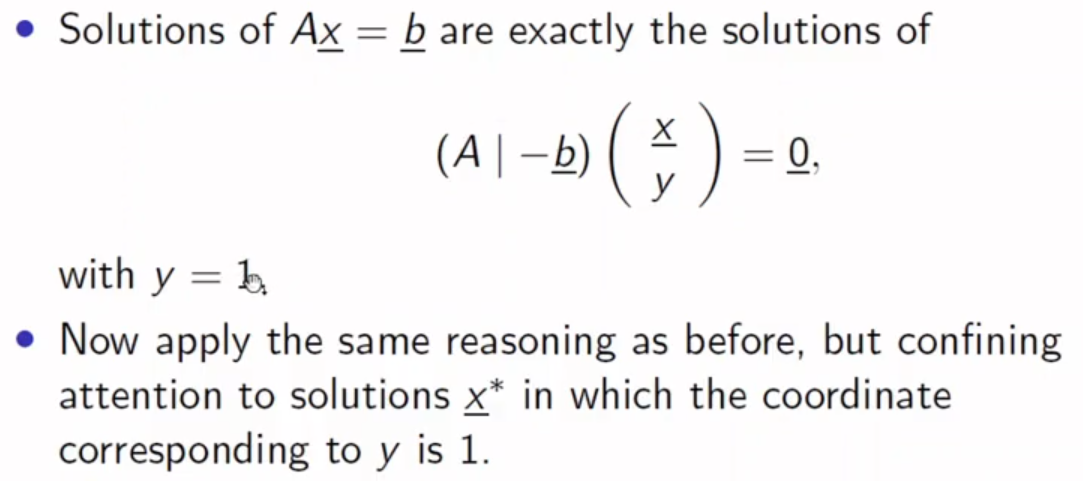 • Solutions of Ax = b are exactly the solutions of
(A | −b) ( x
y ) = 0,
with y = 1.
• Now apply the same reasoning as before, but confining
attention to solutions x* in which the coordinate
corresponding to y is 1.